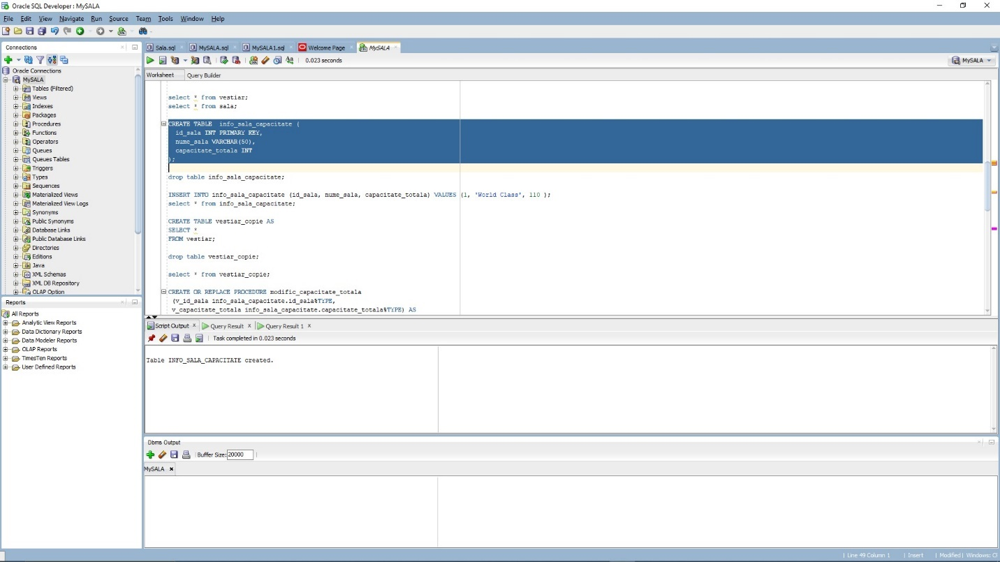 Oracle SQL Developer : MySALA
File Edit View Navigate Run Source Team Tools Window Help
Connections
Oracle Connections
MySALA
Tables (Filtered)
Views
Indexes
Packages
Procedures
Functions
Operators
Queues
Queues Tables
Triggers
Types
Sequences
Materialized Views
Materialized View Logs
Synonyms
Public Synonyms
Database Links
Public Database Links
Directories
Editions
Java
XML Schemas
XML DB Repository
OLAP Option
Reports
All Reports
Analytic View Reports
Data Dictionary Reports
Data Modeler Reports
OLAP Reports
TimesTen Reports
User Defined Reports
Sala.sql MySALA.sql MySALA1.sql Welcome Page MySALA
0.023 seconds MySALA
Worksheet Query Builder
select * from vestiar;
select * from sala;
CREATE TABLE info_sala_capacitate (
id_sala INT PRIMARY KEY,
nume_sala VARCHAR(50),
capacitate_totala INT
);
drop table info_sala_capacitate;
INSERT INTO info_sala_capacitate (id_sala, nume_sala, capacitate_totala) VALUES (1, 'World Class', 110 );
select * from info_sala_capacitate;
CREATE TABLE vestiar_copie AS
SELECT *
FROM vestiar;
drop table vestiar_copie;
select * from vestiar_copie;
CREATE OR REPLACE PROCEDURE modific_capacitate_totala
(v_id_sala info_sala_capacitate.id_sala%TYPE,
v_capacitate_totala info_sala_capacitate.capacitate_totala%TYPE) AS
Script Output Query Result Query Result 1
Task completed in 0.023 seconds
Table INFO_SALA_CAPACITATE created.
Dbms Output
Buffer Size: 20000
MySALA
Line 49 Column 1 Insert Modified Windows: Cl